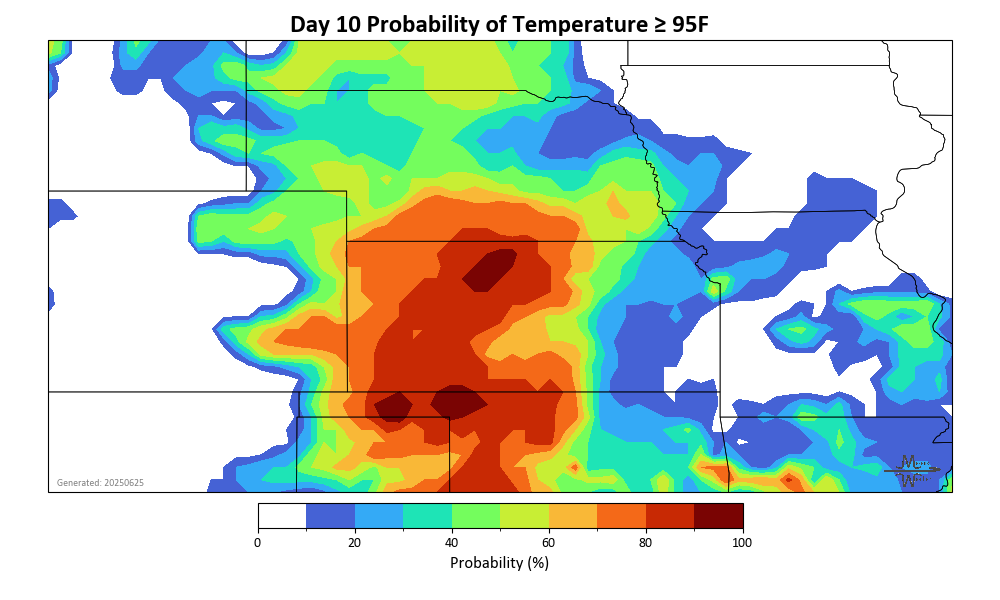 Day 10 Probability of Temperature ≥ 95F
Generated: 20250625
0 20 40 60 80 100
Probability (%)